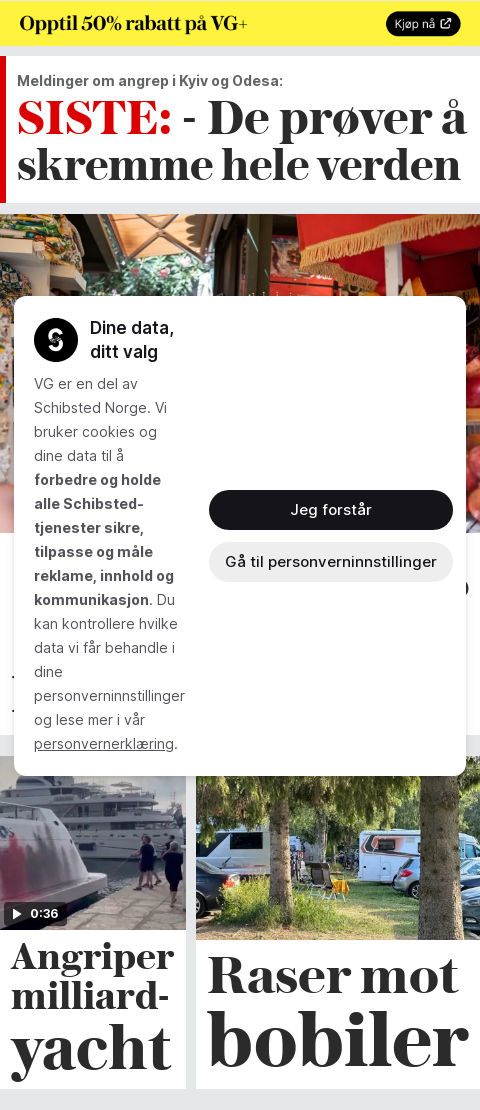 Opptil 50% rabatt på VG+
Kjøp nå
Meldinger om angrep i Kyiv og Odesa:
SISTE: - De prøver å
skremme hele verden
Dine data,
ditt valg
VG er en del av
Schibsted Norge. Vi
bruker cookies og
dine data til å
forbedre og holde
alle Schibsted-
tjenester sikre,
tilpasse og måle
reklame, innhold og
kommunikasjon. Du
kan kontrollere hvilke
data vi får behandle i
dine
personverninnstillinger
og lese mer i vår
personvernerklæring.
Jeg forstår
Gå til personverninnstillinger
0:36
Angriper
milliard-
yacht
Raser mot
bobiler